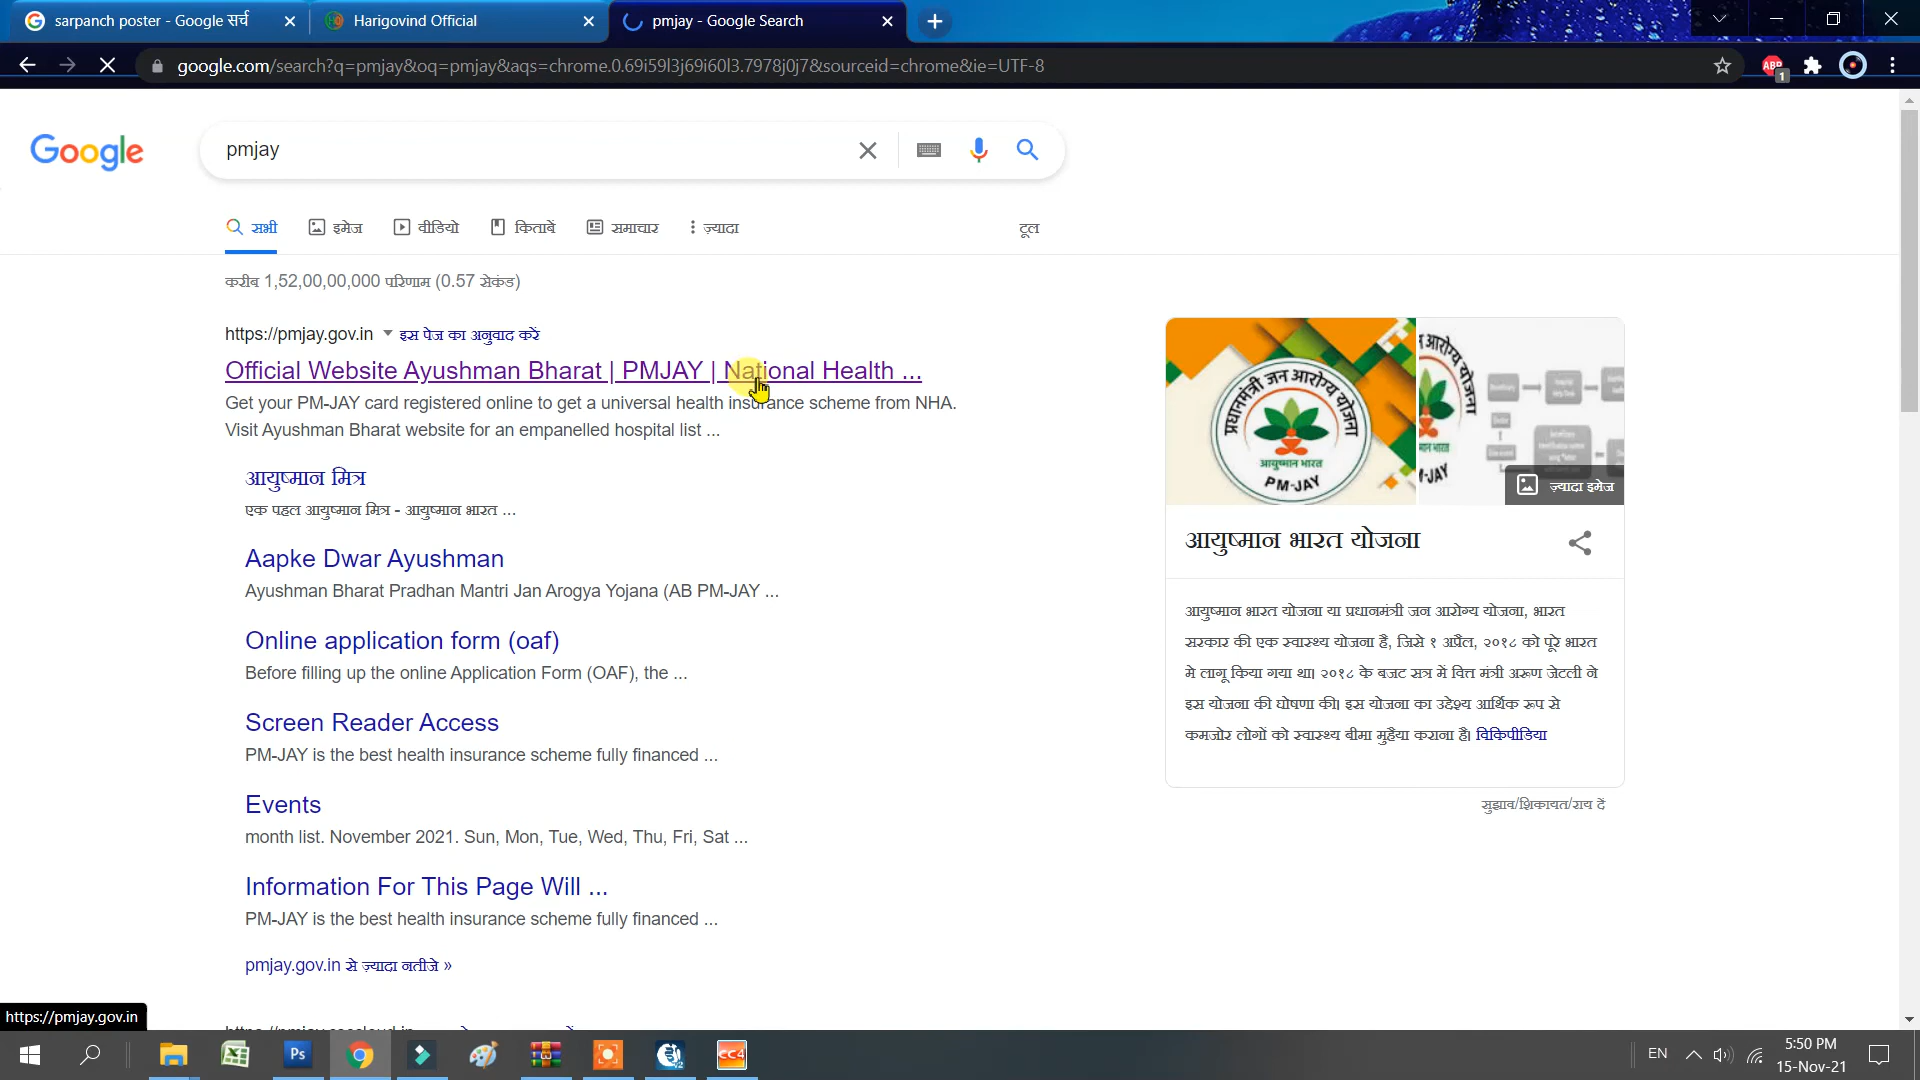 sarpanch poster - Google सर्च
Harigovind Official
pmjay - Google Search
google.com/search?q=pmjay&oq=pmjay&aqs=chrome.0.69i59l3j69i60l3.7978j0j7&sourceid=chrome&ie=UTF-8
ABP
1
Google
pmjay
सभी
इमेज
वीडियो
किताबें
समाचार
ज़्यादा
टूल
करीब 1,52,00,00,000 परिणाम (0.57 सेकंड)
https://pmjay.gov.in
इस पेज का अनुवाद करें
Official Website Ayushman Bharat | PMJAY | National Health ...
Get your PM-JAY card registered online to get a universal health insurance scheme from NHA.
Visit Ayushman Bharat website for an empanelled hospital list ...
आयुष्मान मित्र
एक पहल आयुष्मान मित्र - आयुष्मान भारत ...
Aapke Dwar Ayushman
Ayushman Bharat Pradhan Mantri Jan Arogya Yojana (AB PM-JAY ...
Online application form (oaf)
Before filling up the online Application Form (OAF), the ...
Screen Reader Access
PM-JAY is the best health insurance scheme fully financed ...
Events
month list. November 2021. Sun, Mon, Tue, Wed, Thu, Fri, Sat ...
Information For This Page Will ...
PM-JAY is the best health insurance scheme fully financed ...
pmjay.gov.in से ज़्यादा नतीजे »
प्रधानमंत्री जन आरोग्य योजना
आयुष्मान भारत
PM-JAY
ज़्यादा इमेज
आयुष्मान भारत योजना
आयुष्मान भारत योजना या प्रधानमंत्री जन आरोग्य योजना, भारत
सरकार की एक स्वास्थ्य योजना है, जिसे १ अप्रैल, २०१८ को पूरे भारत
मे लागू किया गया था। २०१८ के बजट सत्र में वित्त मंत्री अरूण जेटली ने
इस योजना की घोषणा की। इस योजना का उद्देश्य आर्थिक रूप से
कमजोर लोगों को स्वास्थ्य बीमा मुहैया कराना है। विकिपीडिया
सुझाव/शिकायत/राय दें
https://pmjay.gov.in
Ps
CC4
EN
5:50 PM
15-Nov-21